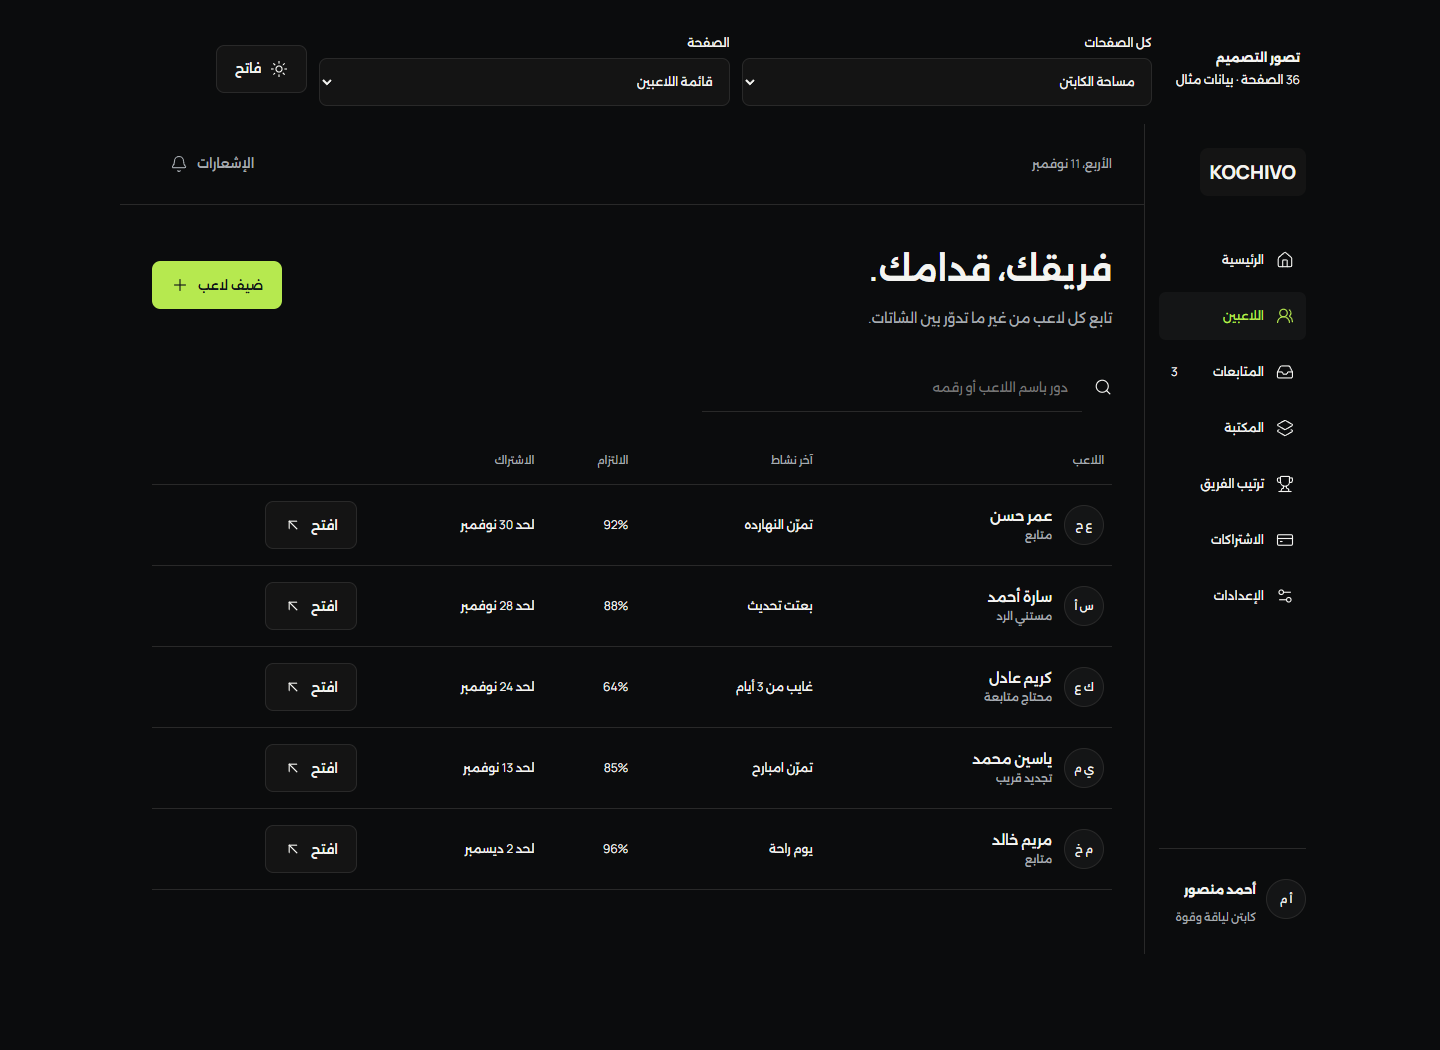 تصور التصميم
36 الصفحة · بيانات مثال
كل الصفحات
مساحة الكابتن
الصفحة
قائمة اللاعبين
فاتح
KOCHIVO
الرئيسية
اللاعبين
المتابعات 3
المكتبة
ترتيب الفريق
الاشتراكات
الإعدادات
أ م
أحمد منصور
كابتن لياقة وقوة
الأربع، 11 نوفمبر
الإشعارات
فريقك، قدامك.
تابع كل لاعب من غير ما تدوّر بين الشاتات.
ضيف لاعب
دور باسم اللاعب أو رقمه
اللاعب آخر نشاط الالتزام الاشتراك
ع ح عمر حسن تمرّن النهارده 92% لحد 30 نوفمبر افتح
متابع
س أ سارة أحمد بعتت تحديث 88% لحد 28 نوفمبر افتح
مستني الرد
ك ع كريم عادل غايب من 3 أيام 64% لحد 24 نوفمبر افتح
محتاج متابعة
ي م ياسين محمد تمرّن امبارح 85% لحد 13 نوفمبر افتح
تجديد قريب
م خ مريم خالد يوم راحة 96% لحد 2 ديسمبر افتح
متابع